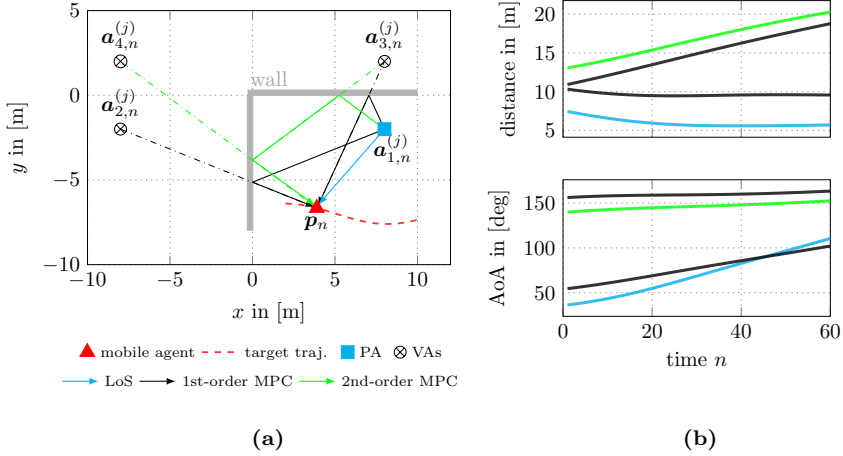 a_{4,n}^{(j)}
a_{3,n}^{(j)}
wall
a_{2,n}^{(j)}
a_{1,n}^{(j)}
p_n
5
0
−5
−10
y in [m]
−10 −5 0 5 10
x in [m]
mobile agent target traj. PA VAs
LoS 1st-order MPC 2nd-order MPC
(a)
20
15
10
5
distance in [m]
150
100
50
AoA in [deg]
0 20 40 60
time n
(b)